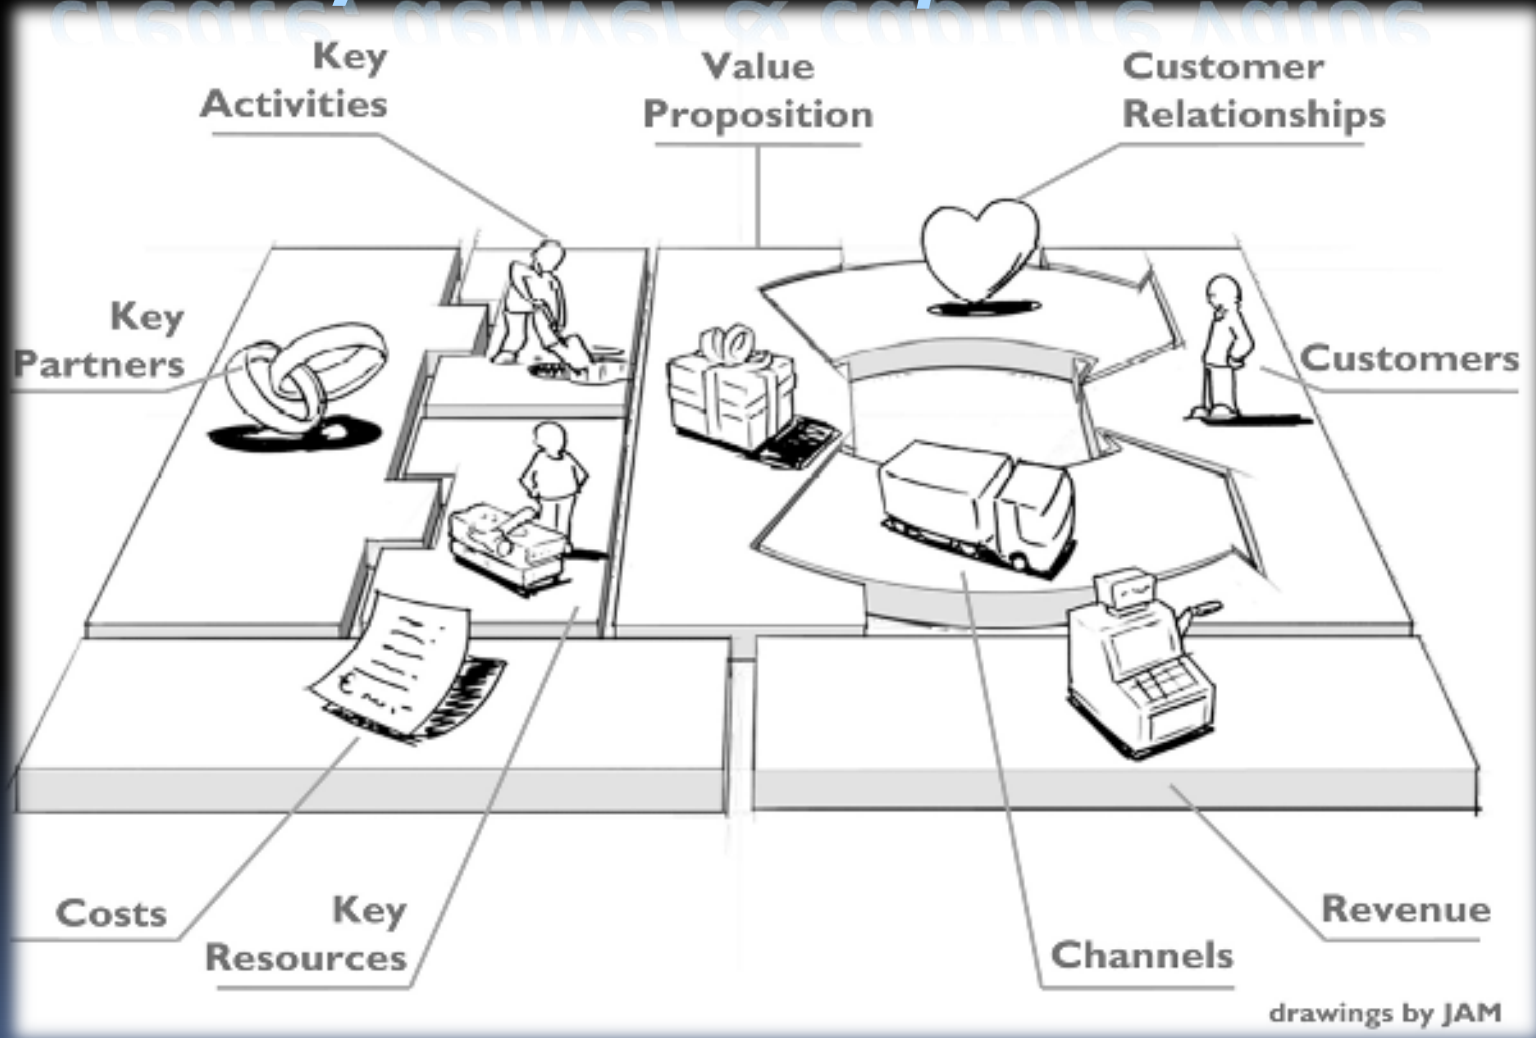 Key
Activities
Value
Proposition
Customer
Relationships
Key
Partners
Customers
Costs
Key
Resources
Channels
Revenue
drawings by JAM